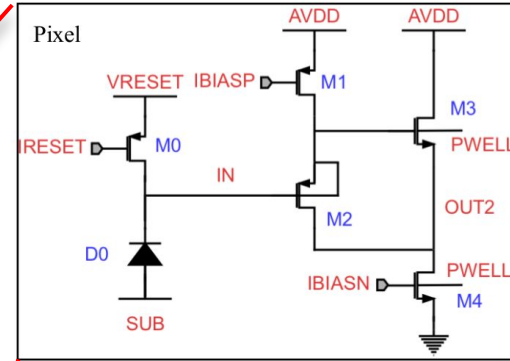 Pixel
AVDD
AVDD
VRESET
IBIASP
M1
M3
IRESET
M0
PWELL
IN
M2
OUT2
D0
IBIASN
PWELL
M4
SUB